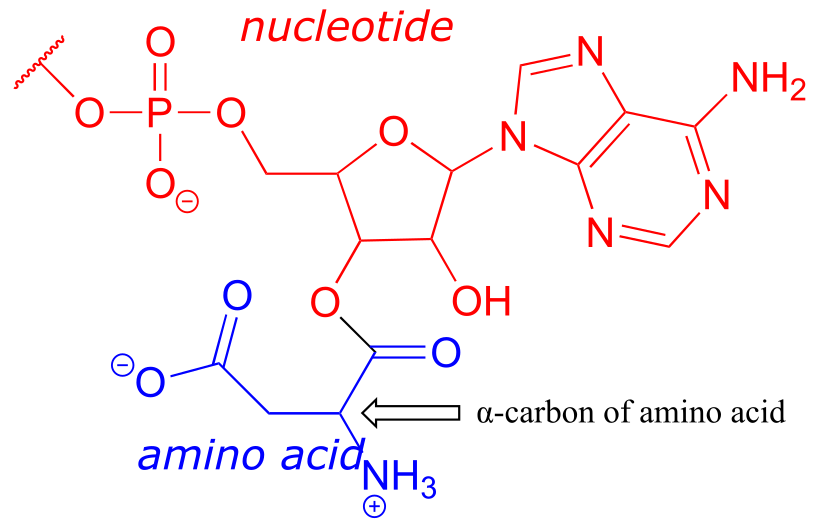 nucleotide
O
N
NH2
O P O
O
N
O
⊖
N
N
O OH
O
⊖
O
O
α-carbon of amino acid
amino acid
NH3
⊕